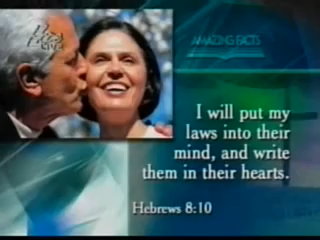 AMAZING FACTS
I will put my
laws into their
mind, and write
them in their hearts.
Hebrews 8:10